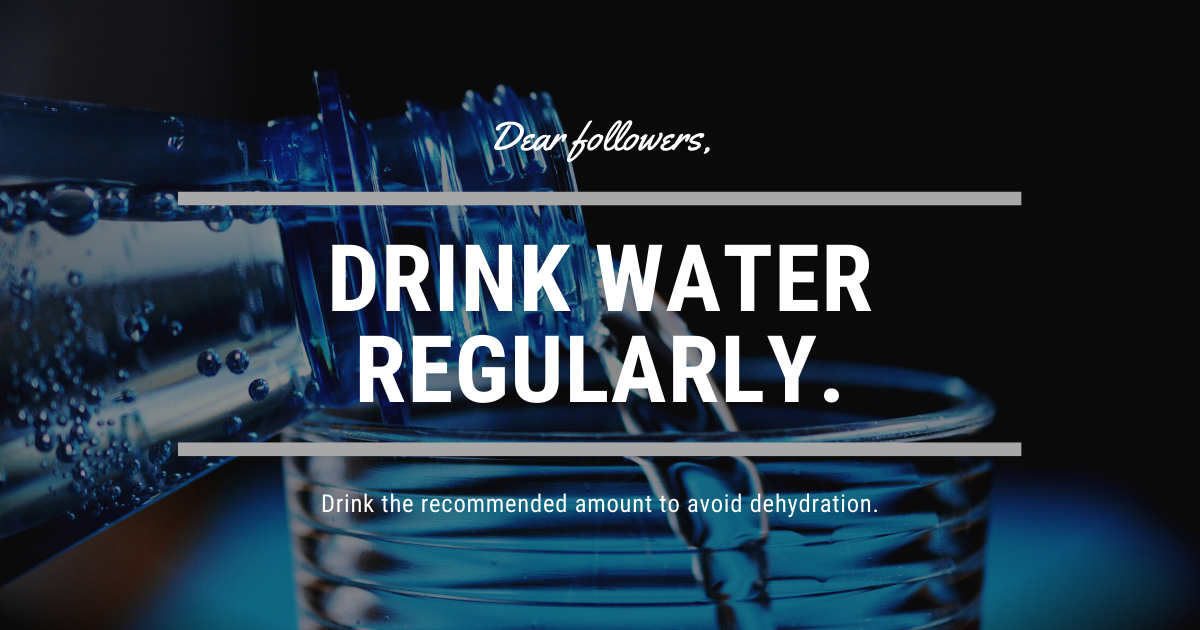 Dear followers,
DRINK WATER
REGULARLY.
Drink the recommended amount to avoid dehydration.